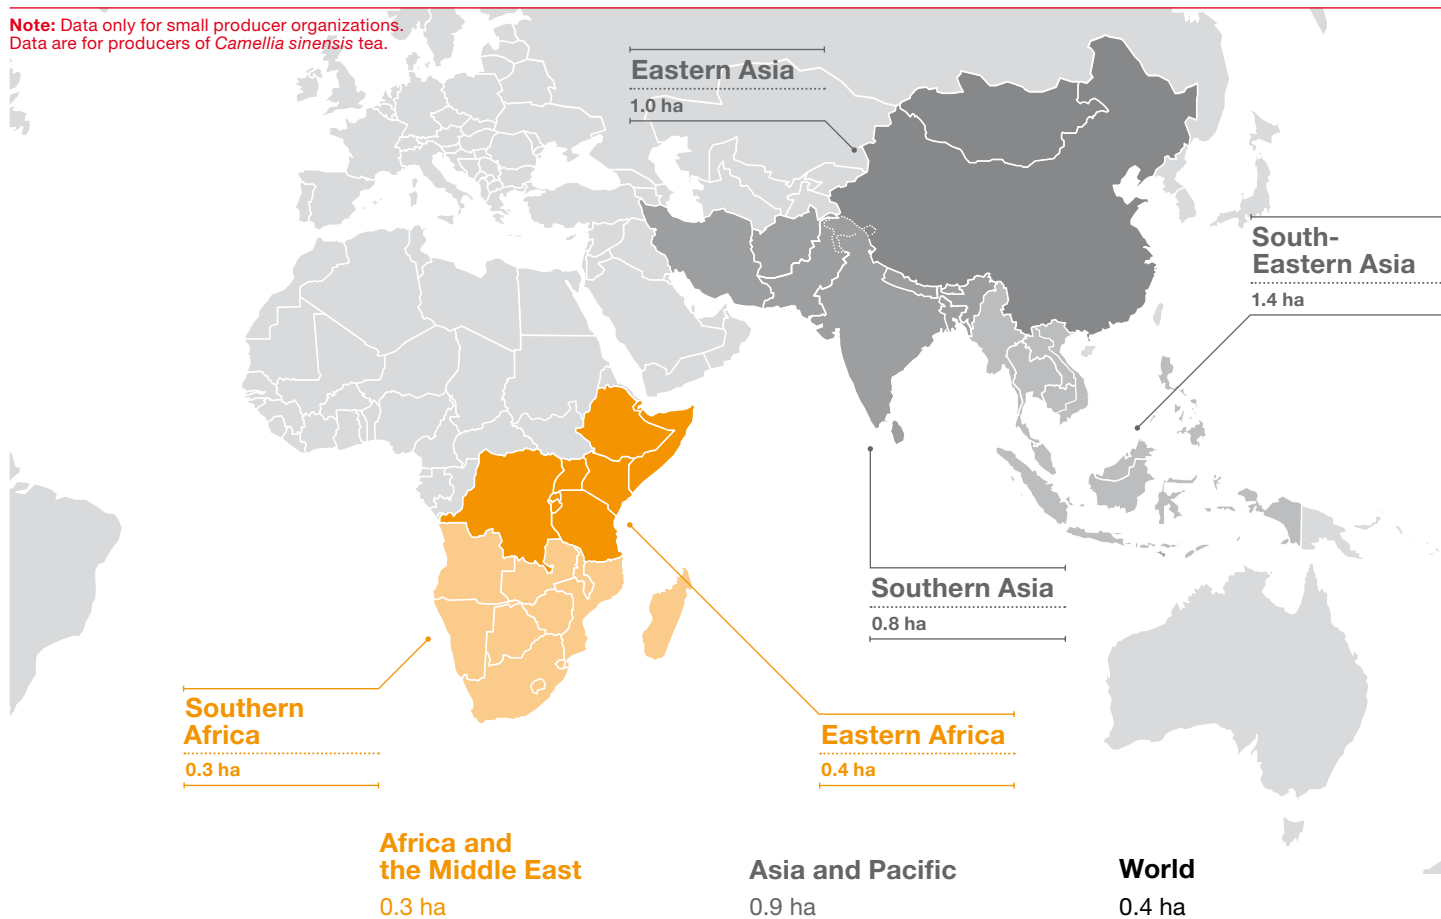 Note: Data only for small producer organizations.
Data are for producers of Camellia sinensis tea.
Eastern Asia
1.0 ha
South-
Eastern Asia
1.4 ha
Southern Asia
0.8 ha
Southern
Africa
0.3 ha
Eastern Africa
0.4 ha
Africa and
the Middle East
0.3 ha
Asia and Pacific
0.9 ha
World
0.4 ha